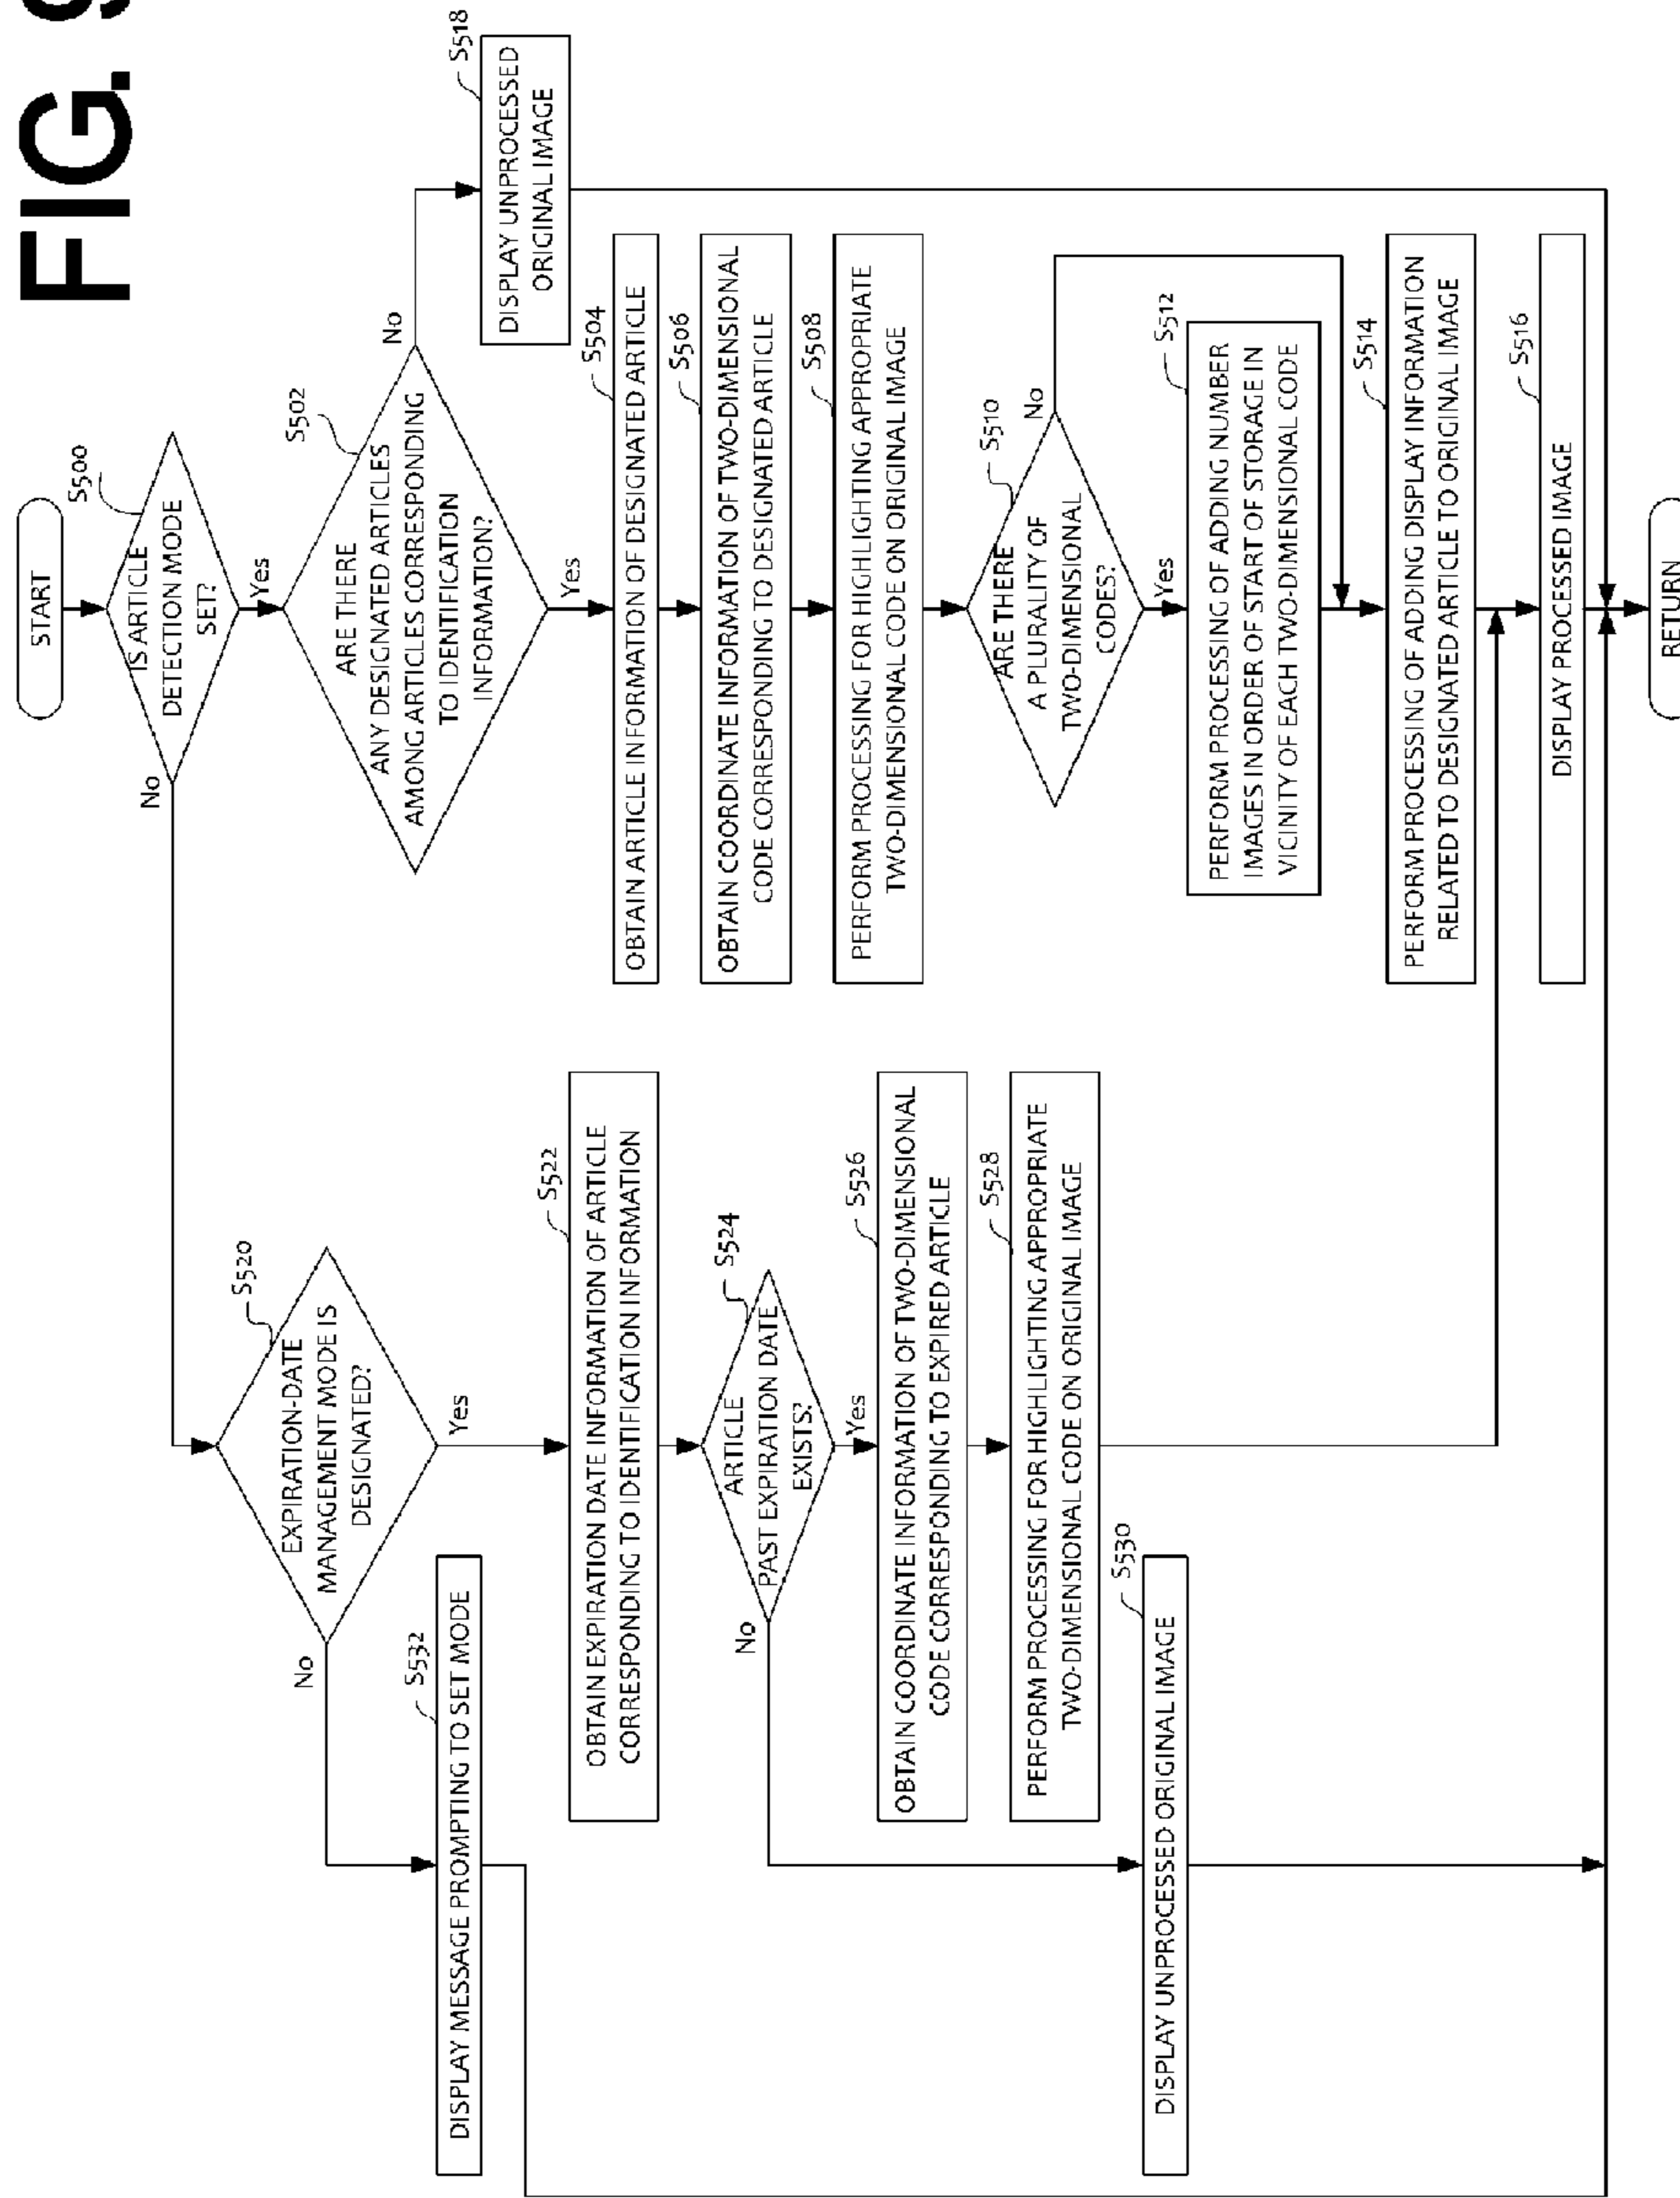 FIG. 9
START
S500
IS ARTICLE
DETECTION MODE
SET?
No
Yes
S502
ARE THERE
ANY DESIGNATED ARTICLES
AMONG ARTICLES CORRESPONDING
TO IDENTIFICATION
INFORMATION?
No
Yes
S518
DISPLAY UNPROCESSED
ORIGINAL IMAGE
S504
OBTAIN ARTICLE INFORMATION OF DESIGNATED ARTICLE
S506
OBTAIN COORDINATE INFORMATION OF TWO-DIMENSIONAL
CODE CORRESPONDING TO DESIGNATED ARTICLE
S508
PERFORM PROCESSING FOR HIGHLIGHTING APPROPRIATE
TWO-DIMENSIONAL CODE ON ORIGINAL IMAGE
S510
ARE THERE
A PLURALITY OF
TWO-DIMENSIONAL
CODES?
No
Yes
S512
PERFORM PROCESSING OF ADDING NUMBER
IMAGES IN ORDER OF START OF STORAGE IN
VICINITY OF EACH TWO-DIMENSIONAL CODE
S514
PERFORM PROCESSING OF ADDING DISPLAY INFORMATION
RELATED TO DESIGNATED ARTICLE TO ORIGINAL IMAGE
S516
DISPLAY PROCESSED IMAGE
RETURN
S520
EXPIRATION-DATE
MANAGEMENT MODE IS
DESIGNATED?
No
Yes
S532
DISPLAY MESSAGE PROMPTING TO SET MODE
S522
OBTAIN EXPIRATION DATE INFORMATION OF ARTICLE
CORRESPONDING TO IDENTIFICATION INFORMATION
S524
ARTICLE
PAST EXPIRATION DATE
EXISTS?
No
Yes
S526
OBTAIN COORDINATE INFORMATION OF TWO-DIMENSIONAL
CODE CORRESPONDING TO EXPIRED ARTICLE
S528
PERFORM PROCESSING FOR HIGHLIGHTING APPROPRIATE
TWO-DIMENSIONAL CODE ON ORIGINAL IMAGE
S530
DISPLAY UNPROCESSED ORIGINAL IMAGE